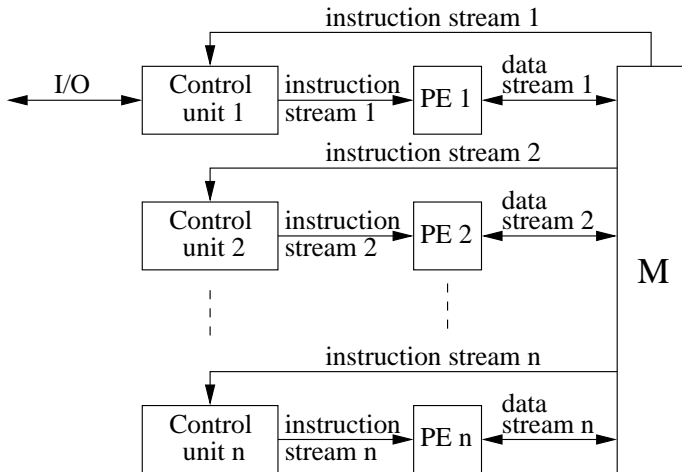 instruction stream 1
I/O
Control
unit 1
instruction
stream 1
PE 1
data
stream 1
instruction stream 2
Control
unit 2
instruction
stream 2
PE 2
data
stream 2
M
instruction stream n
Control
unit n
instruction
stream n
PE n
data
stream n